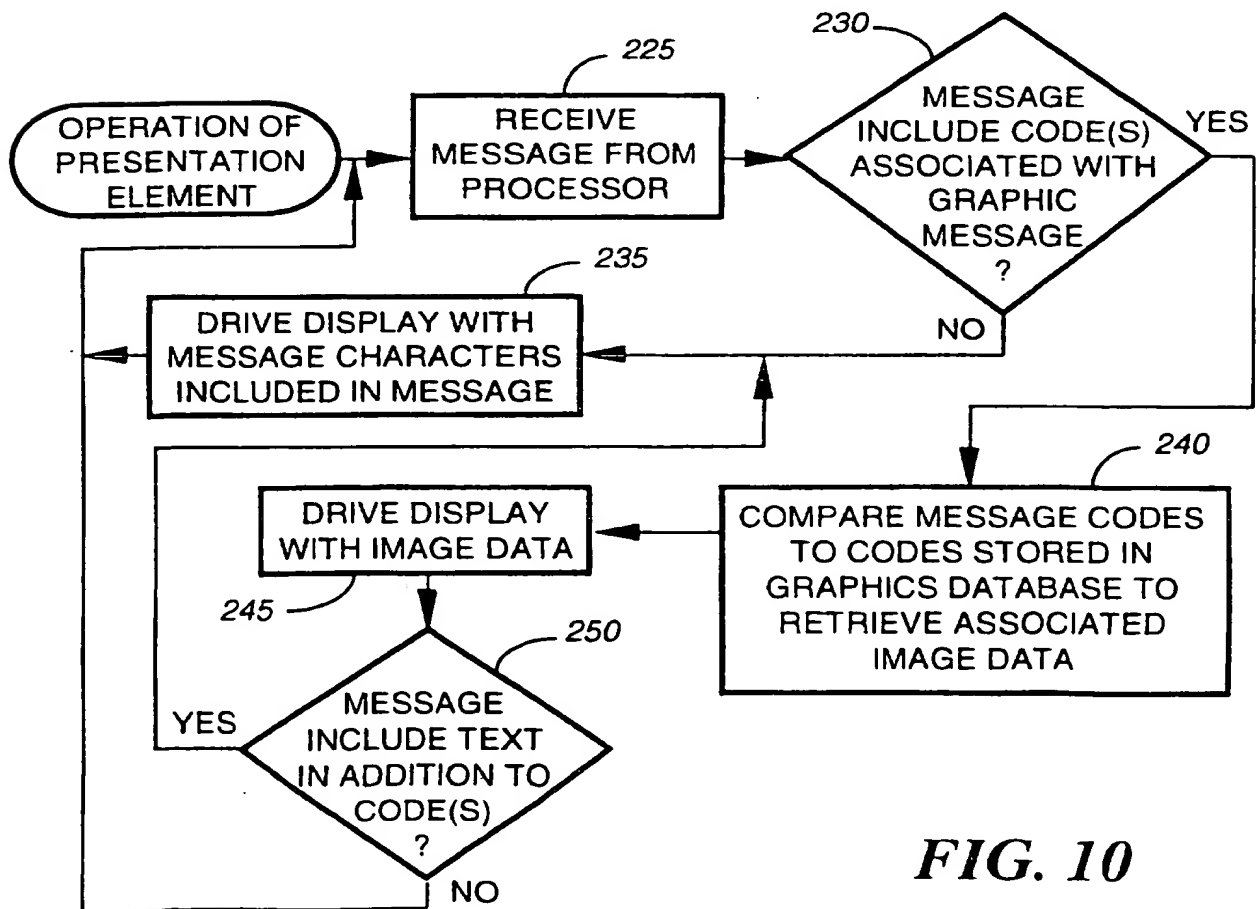 OPERATION OF
PRESENTATION
ELEMENT
225
RECEIVE
MESSAGE FROM
PROCESSOR
230
MESSAGE
INCLUDE CODE(S)
ASSOCIATED WITH
GRAPHIC
MESSAGE
?
YES
NO
235
DRIVE DISPLAY WITH
MESSAGE CHARACTERS
INCLUDED IN MESSAGE
240
COMPARE MESSAGE CODES
TO CODES STORED IN
GRAPHICS DATABASE TO
RETRIEVE ASSOCIATED
IMAGE DATA
DRIVE DISPLAY
WITH IMAGE DATA
245
250
MESSAGE
INCLUDE TEXT
IN ADDITION TO
CODE(S)
?
YES
NO
FIG. 10